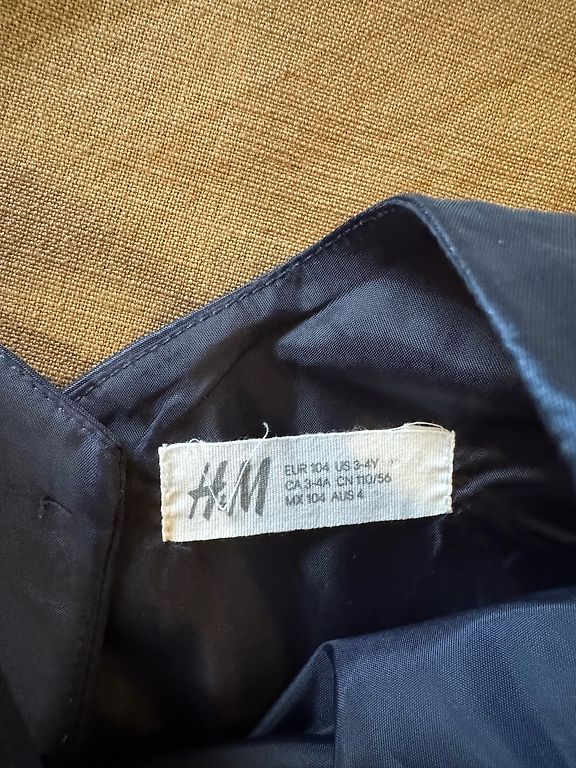 H&M
EUR 104 US 3-4Y
CA 3-4A CN 110/56
MX 104 AUS 4